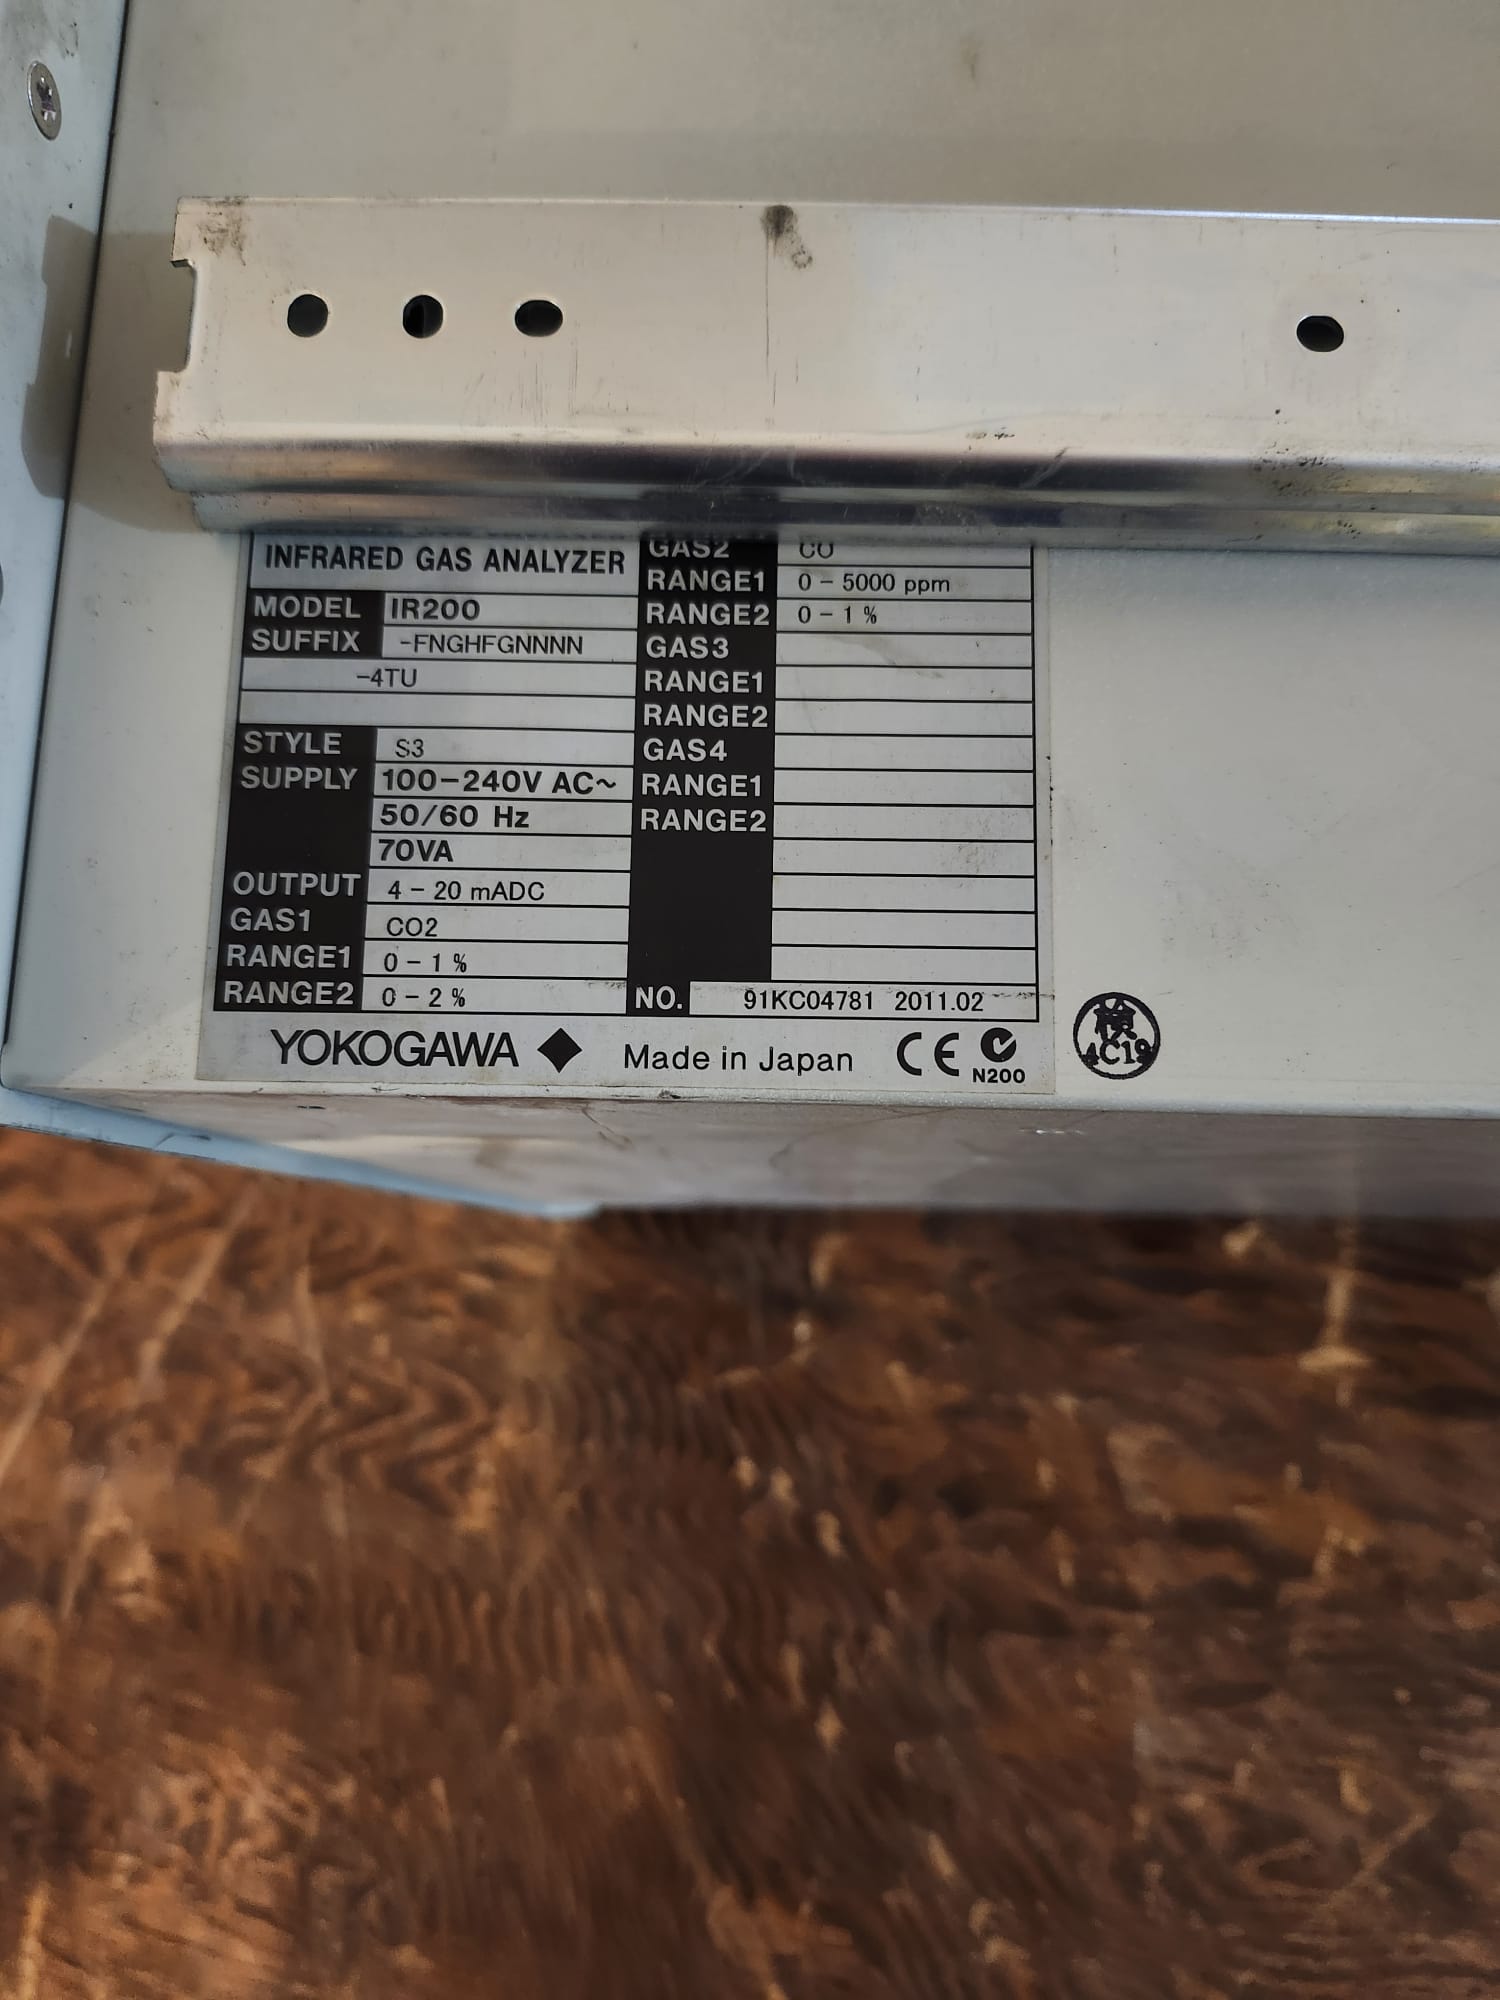 INFRARED GAS ANALYZER
MODEL IR200
SUFFIX -FNGHFGNNNN
-4TU
STYLE S3
SUPPLY 100-240V AC~
50/60 Hz
70VA
OUTPUT 4 - 20 mADC
GAS1 CO2
RANGE1 0 - 1 %
RANGE2 0 - 2 %
GAS2 CO
RANGE1 0 - 5000 ppm
RANGE2 0 - 1 %
GAS3
RANGE1
RANGE2
GAS4
RANGE1
RANGE2
NO. 91KC04781 2011.02
YOKOGAWA Made in Japan CE
N200
4C19